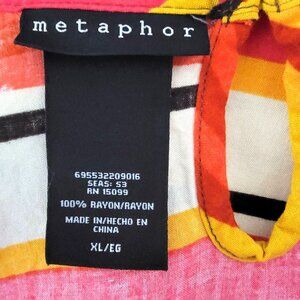 metaphor
695532209016
SEAS: S3
RN 15099
100% RAYON/RAYON
MADE IN/HECHO EN
CHINA
XL/EG